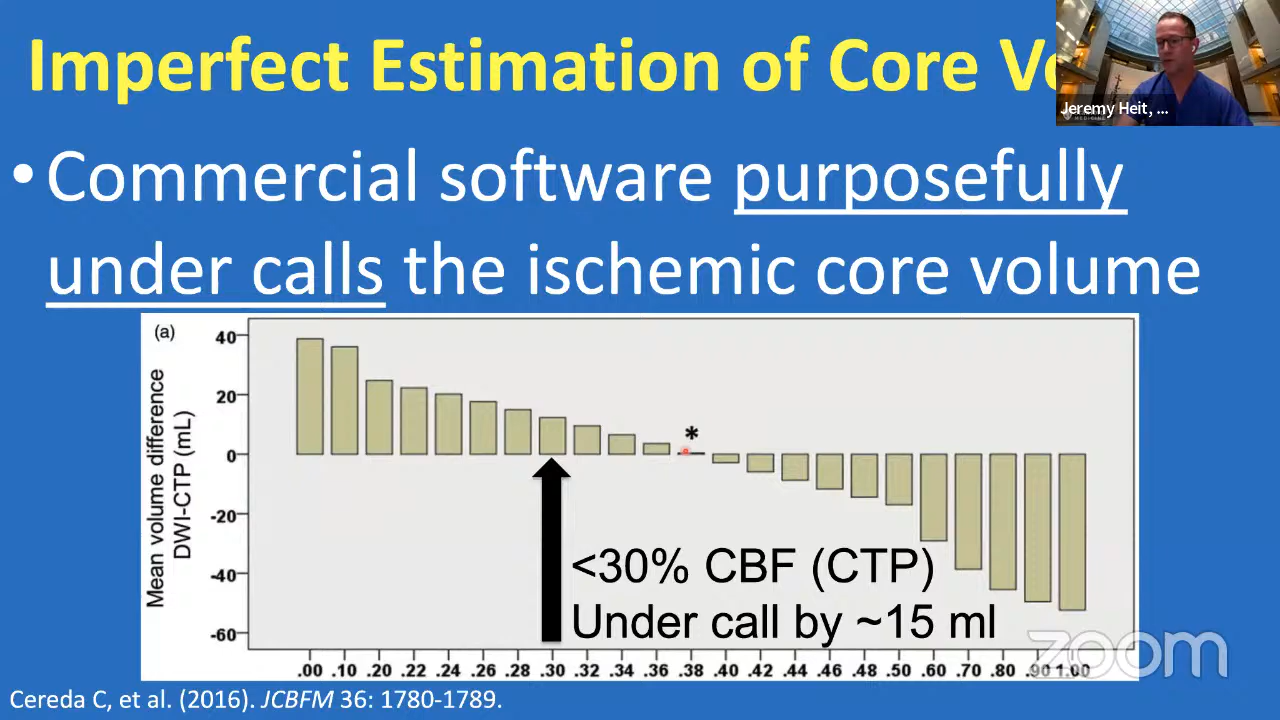 Imperfect Estimation of Core
Jeremy Heit, ...
• Commercial software purposefully
under calls the ischemic core volume
(a)
Mean volume difference
DWI-CTP (mL)
40
20
0
-20
-40
-60
*
<30% CBF (CTP)
Under call by ~15 ml
.00 .10 .20 .22 .24 .26 .28 .30 .32 .34 .36 .38 .40 .42 .44 .46 .48 .50 .60 .70 .80 .90 1.00
zoom
Cereda C, et al. (2016). JCBFM 36: 1780-1789.